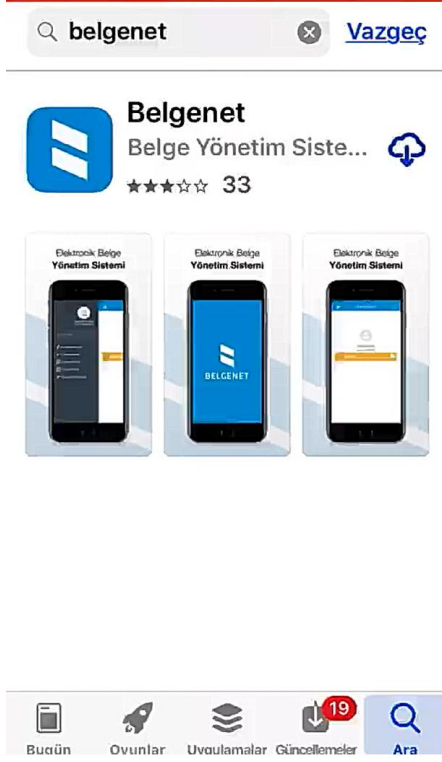 belgenet
Vazgeç
Belgenet
Belge Yönetim Siste...
33
Elektronik Belge
Yönetim Sistemi
Elektronik Belge
Yönetim Sistemi
Elektronik Belge
Yönetim Sistemi
BELGENET
19
Bugün
Oyunlar
Uygulamalar
Güncellemeler
Ara